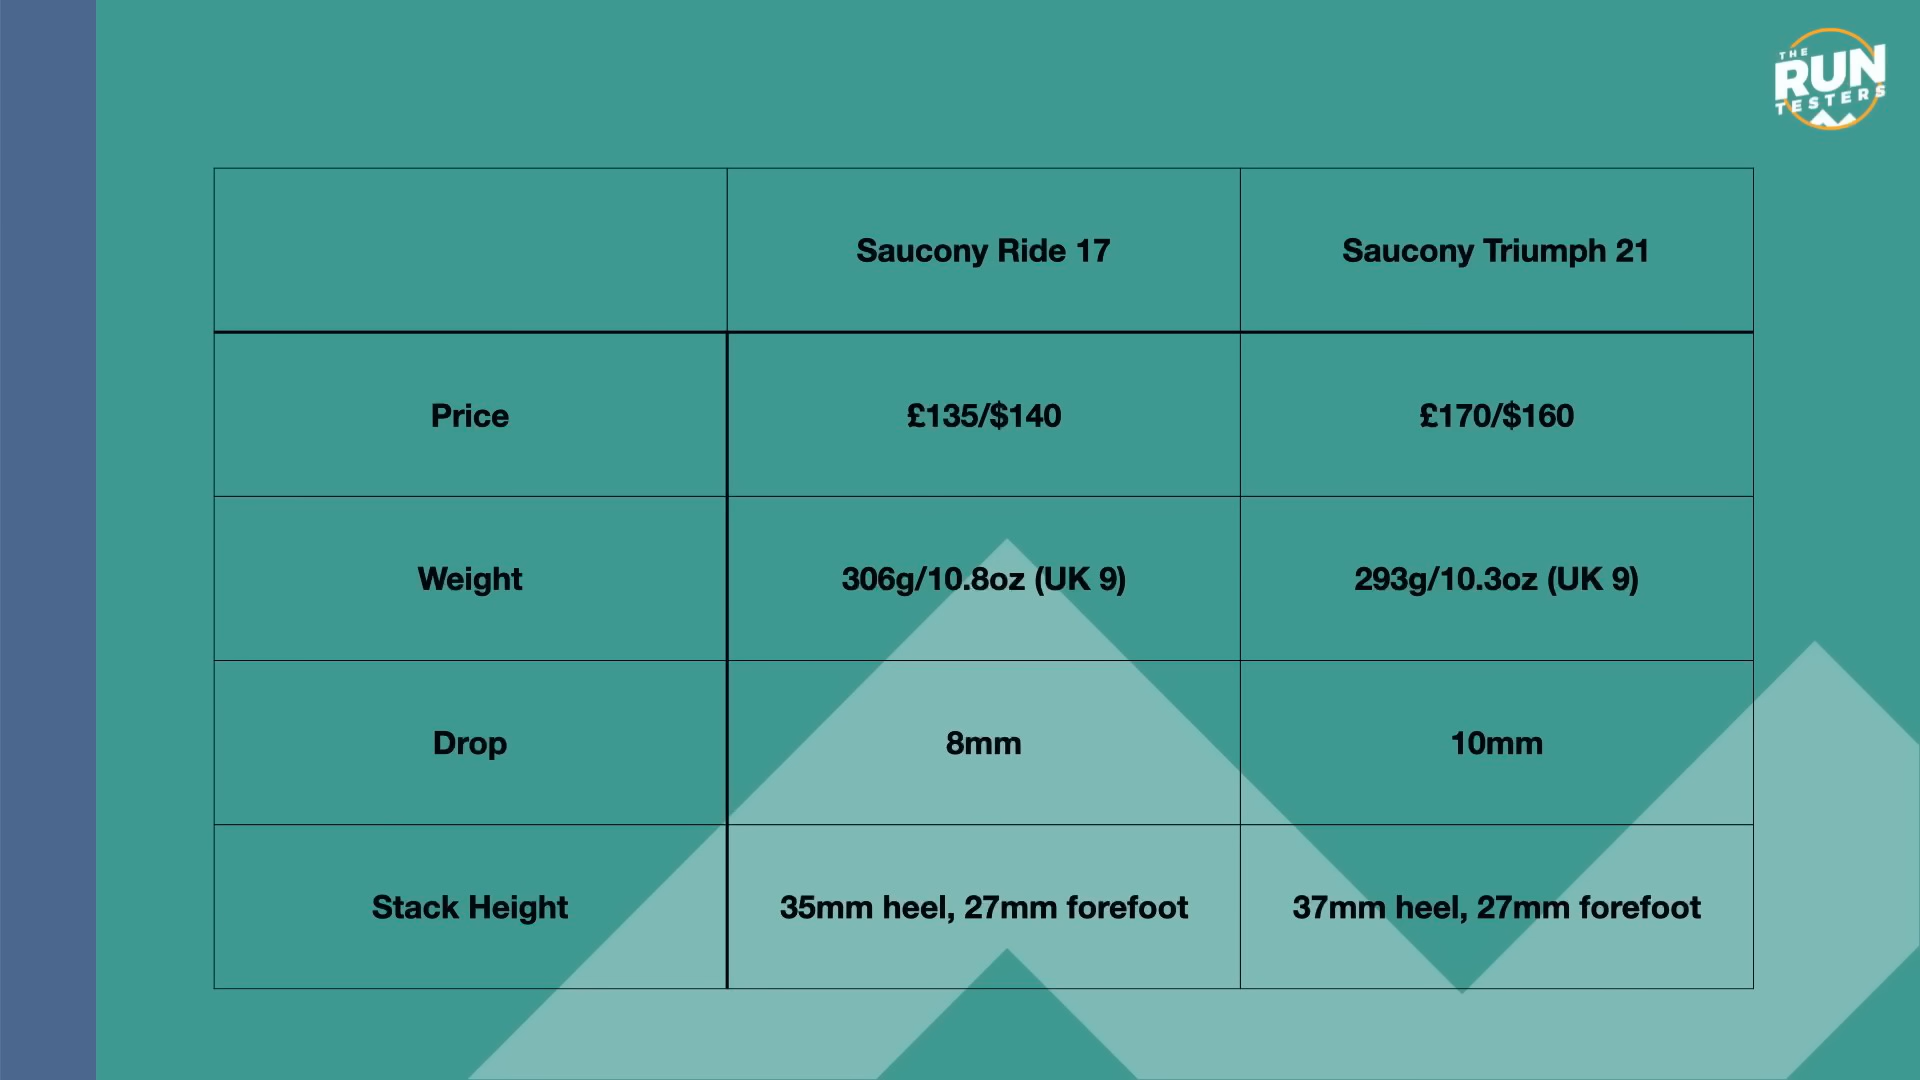 THE
RUN
TESTERS
Saucony Ride 17
Saucony Triumph 21
Price
£135/$140
£170/$160
Weight
306g/10.8oz (UK 9)
293g/10.3oz (UK 9)
Drop
8mm
10mm
Stack Height
35mm heel, 27mm forefoot
37mm heel, 27mm forefoot